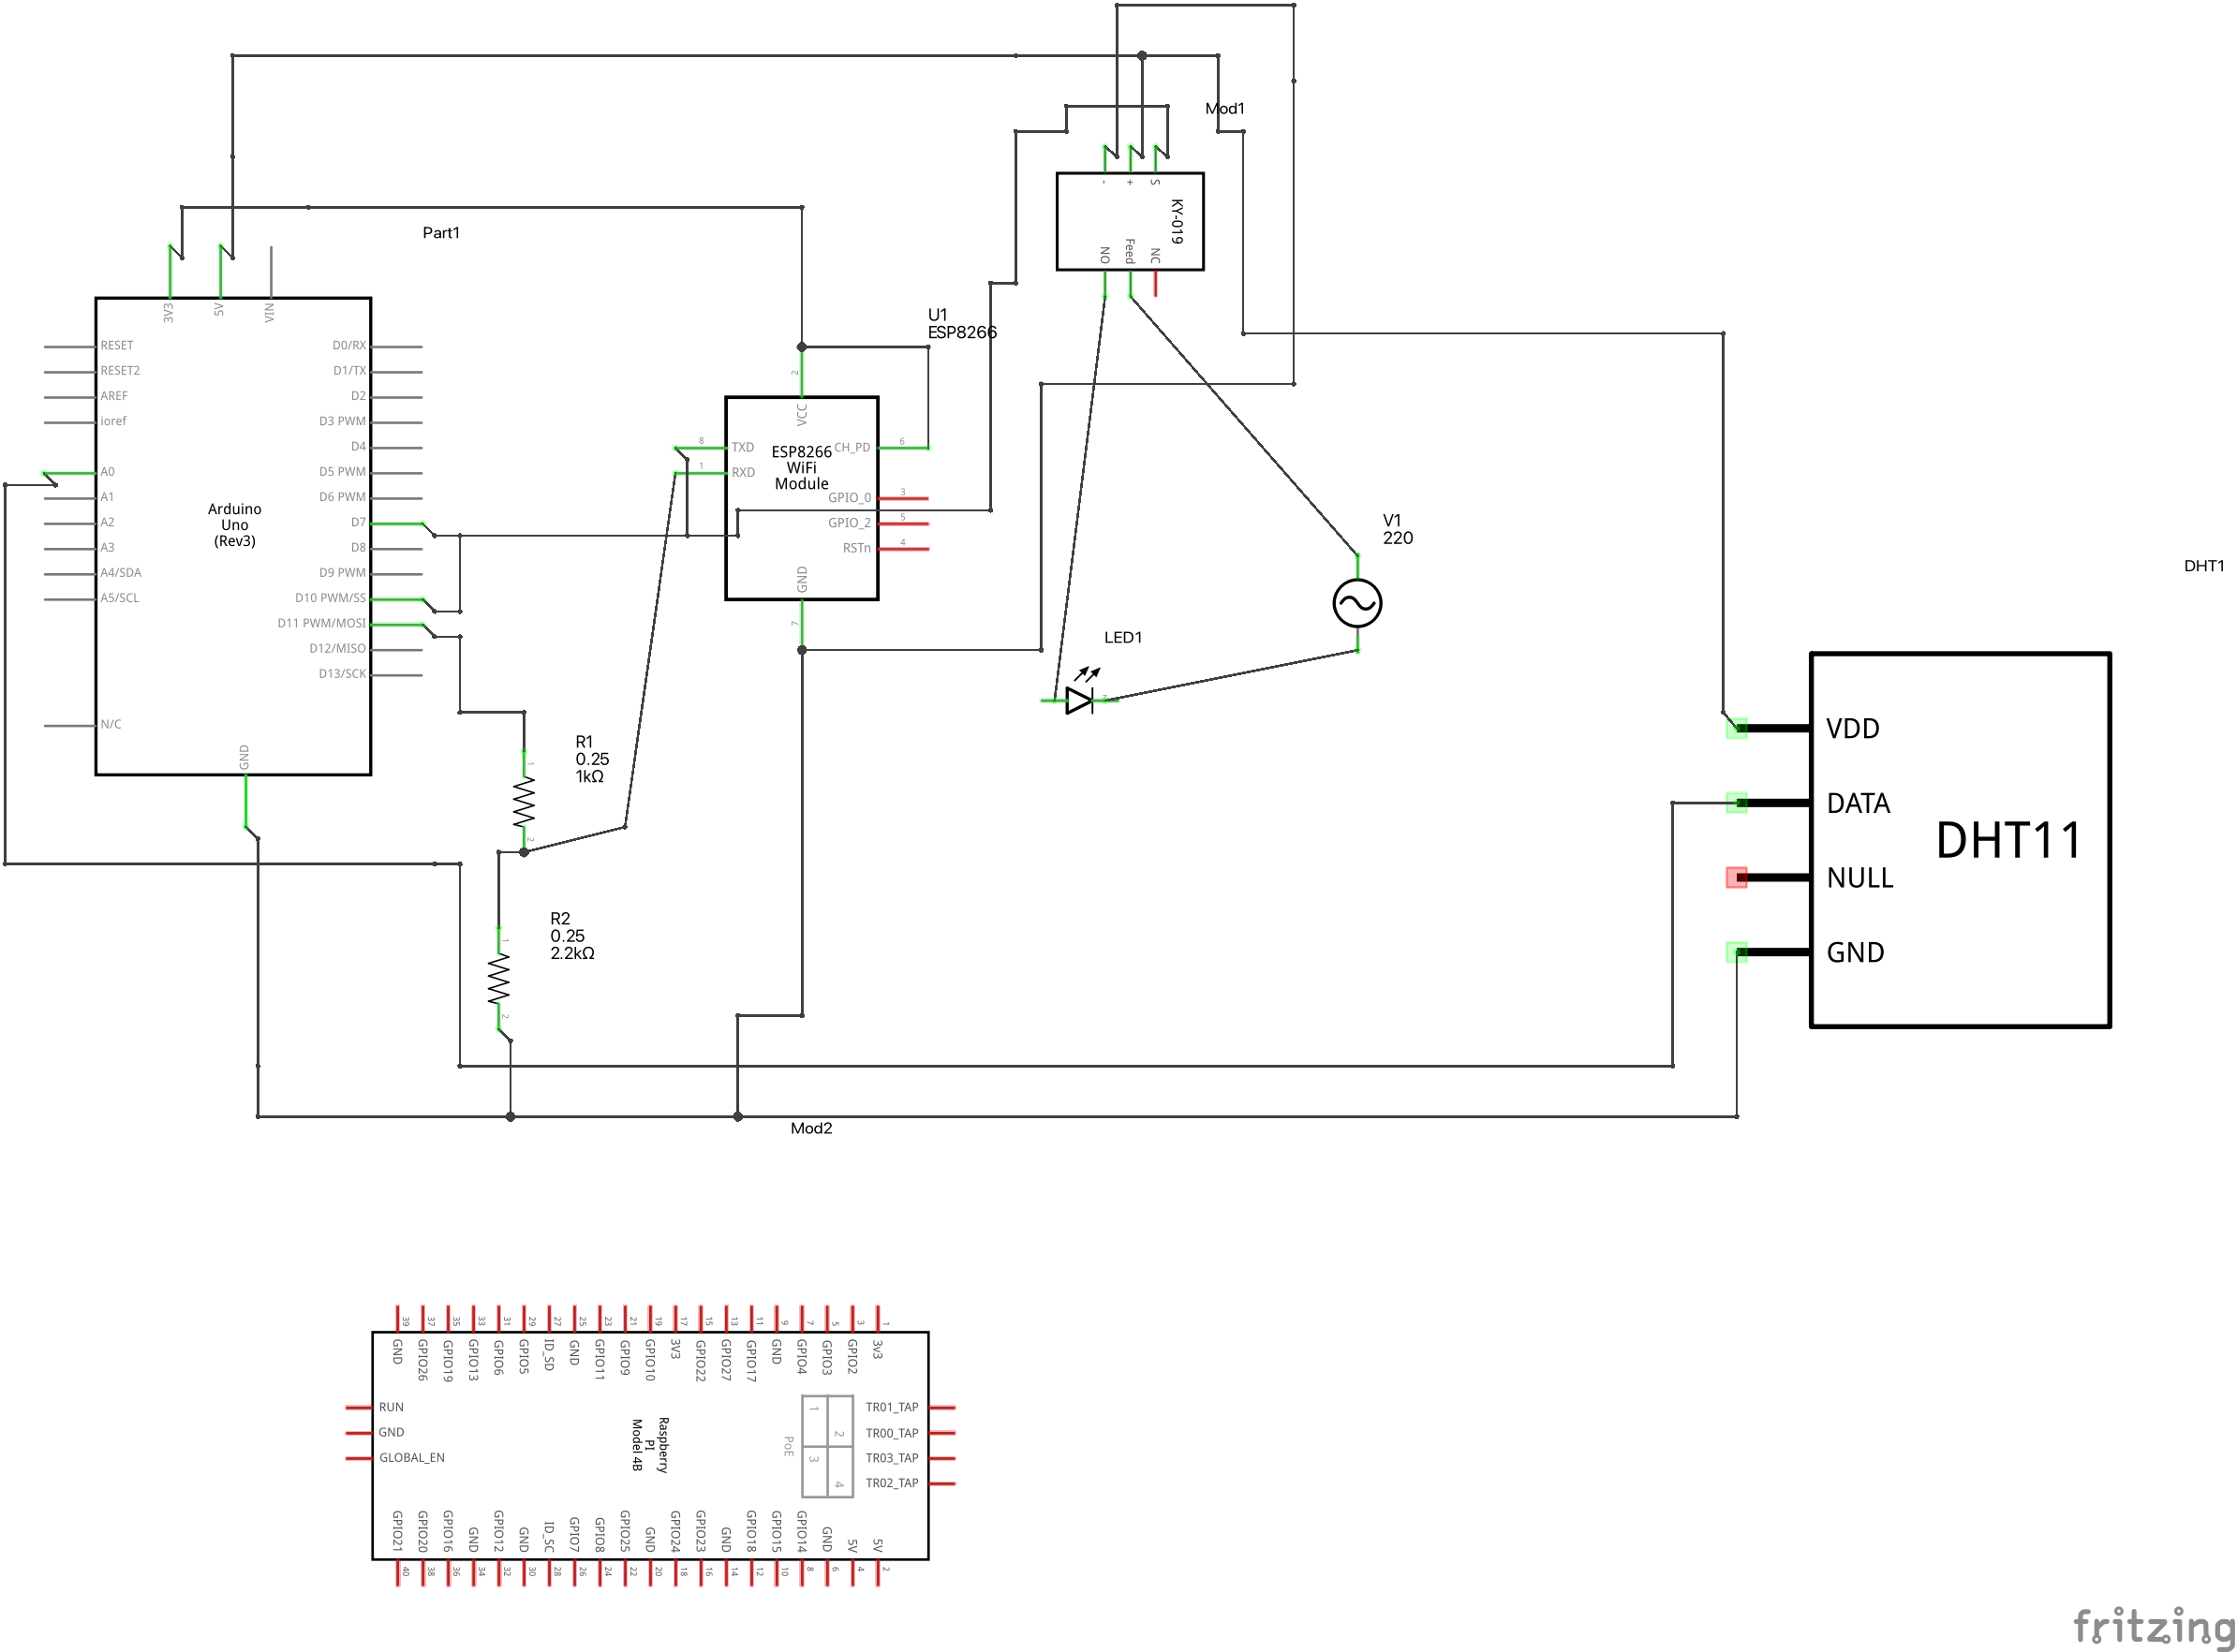 Mod1
-
+
S
KY-019
NO
Feed
NC
Part1
3V3
5V
VIN
RESET
RESET2
AREF
ioref
A0
A1
A2
A3
A4/SDA
A5/SCL
N/C
Arduino
Uno
(Rev3)
D0/RX
D1/TX
D2
D3 PWM
D4
D5 PWM
D6 PWM
D7
D8
D9 PWM
D10 PWM/SS
D11 PWM/MOSI
D12/MISO
D13/SCK
GND
U1
ESP8266
2
VCC
8
TXD
1
RXD
ESP8266
WiFi
Module
CH_PD
6
GPIO_0
3
GPIO_2
5
RSTn
4
GND
7
V1
220
LED1
2
DHT1
VDD
DATA
NULL
GND
DHT11
R1
0.25
1kΩ
1
2
R2
0.25
2.2kΩ
1
2
Mod2
39
37
35
33
31
29
27
25
23
21
19
17
15
13
11
9
7
5
3
1
GND
GPIO26
GPIO19
GPIO13
GPIO6
GPIO5
ID_SD
GND
GPIO11
GPIO9
GPIO10
3V3
GPIO22
GPIO27
GPIO17
GND
GPIO4
GPIO3
GPIO2
3v3
RUN
GND
GLOBAL_EN
Raspberry
PI
Model 4B
PoE
1
2
3
4
TR01_TAP
TR00_TAP
TR03_TAP
TR02_TAP
GPIO21
GPIO20
GPIO16
GND
GPIO12
GND
ID_SC
GPIO7
GPIO8
GPIO25
GND
GPIO24
GPIO23
GND
GPIO18
GPIO15
GPIO14
GND
5V
5V
40
38
36
34
32
30
28
26
24
22
20
18
16
14
12
10
8
6
4
2
fritzing